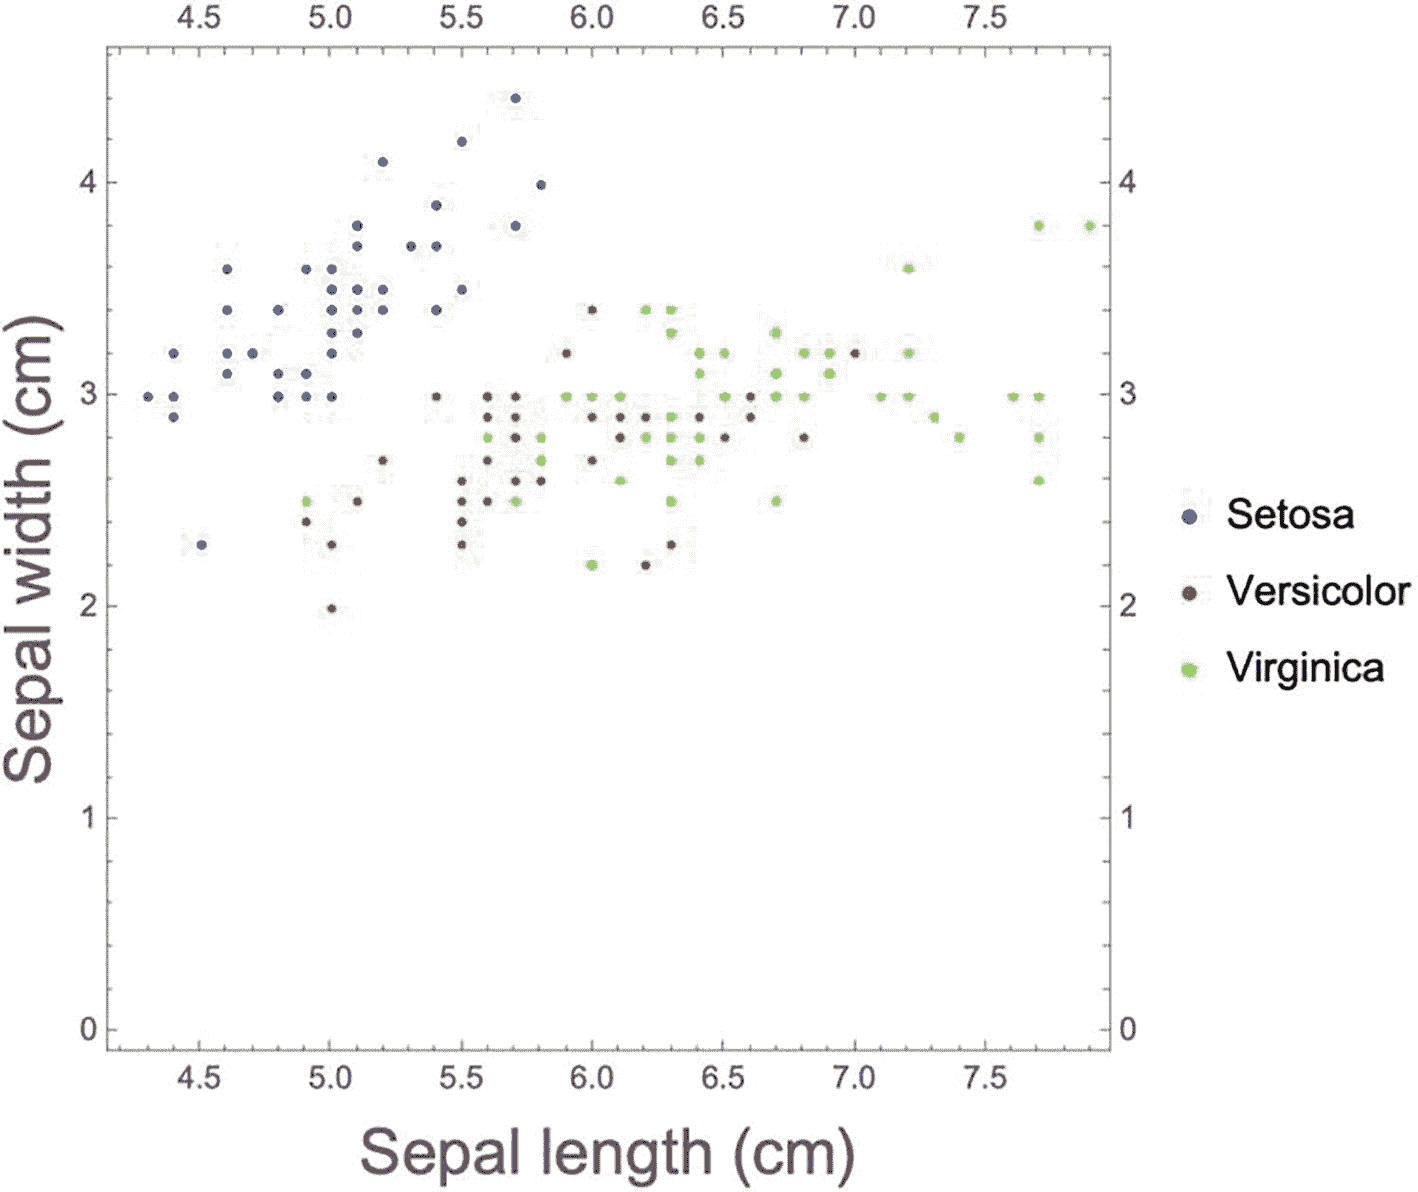 4.5 5.0 5.5 6.0 6.5 7.0 7.5
4 4
3 3
2 2
1 1
0 0
Sepal width (cm)
Setosa
Versicolor
Virginica
4.5 5.0 5.5 6.0 6.5 7.0 7.5
Sepal length (cm)